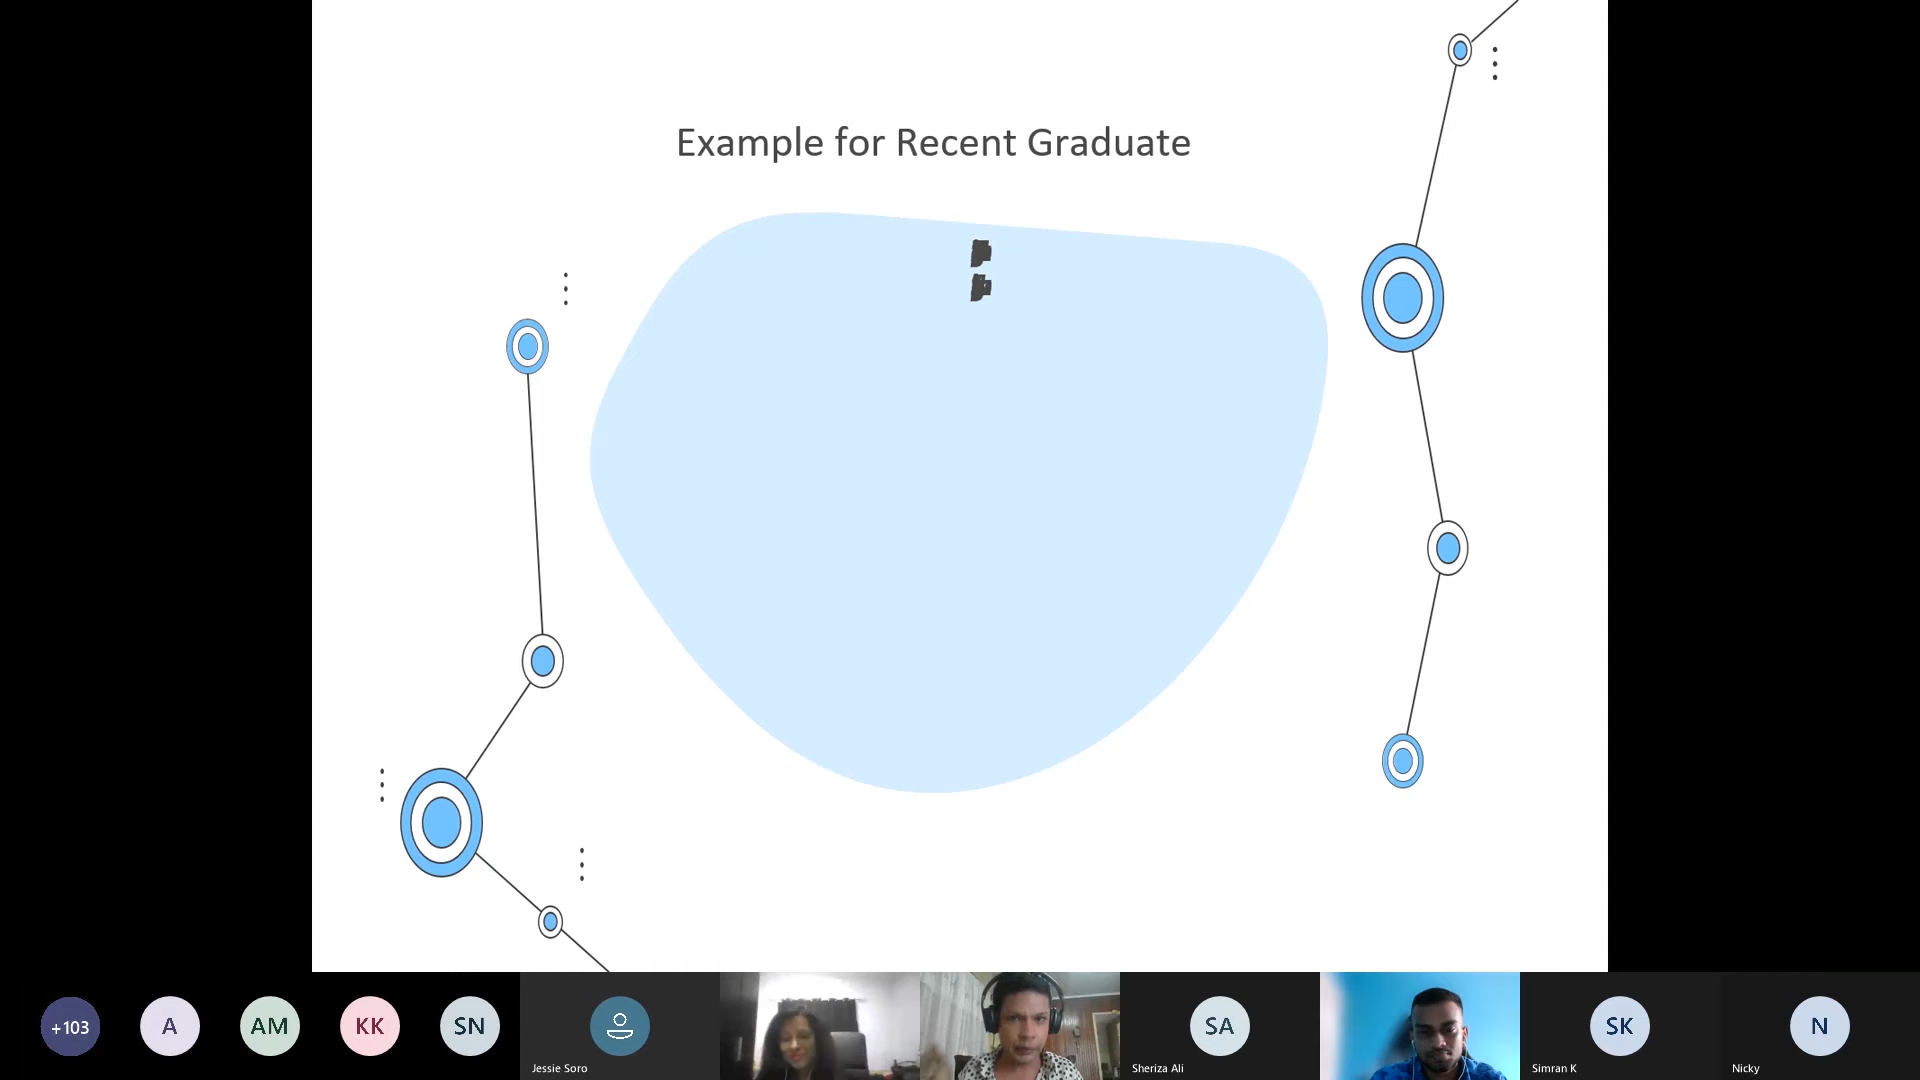 Example for Recent Graduate
+103
A
AM
KK
SN
SA
SK
N
Jessie Soro
Sheriza Ali
Simran K
Nicky